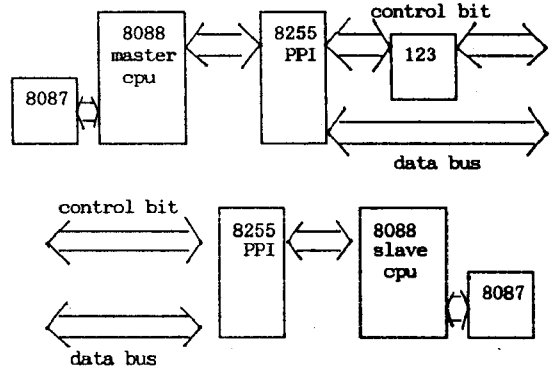 control bit
8088
master
cpu
8255
PPI
123
8087
data bus
control bit
8255
PPI
8088
slave
cpu
8087
data bus